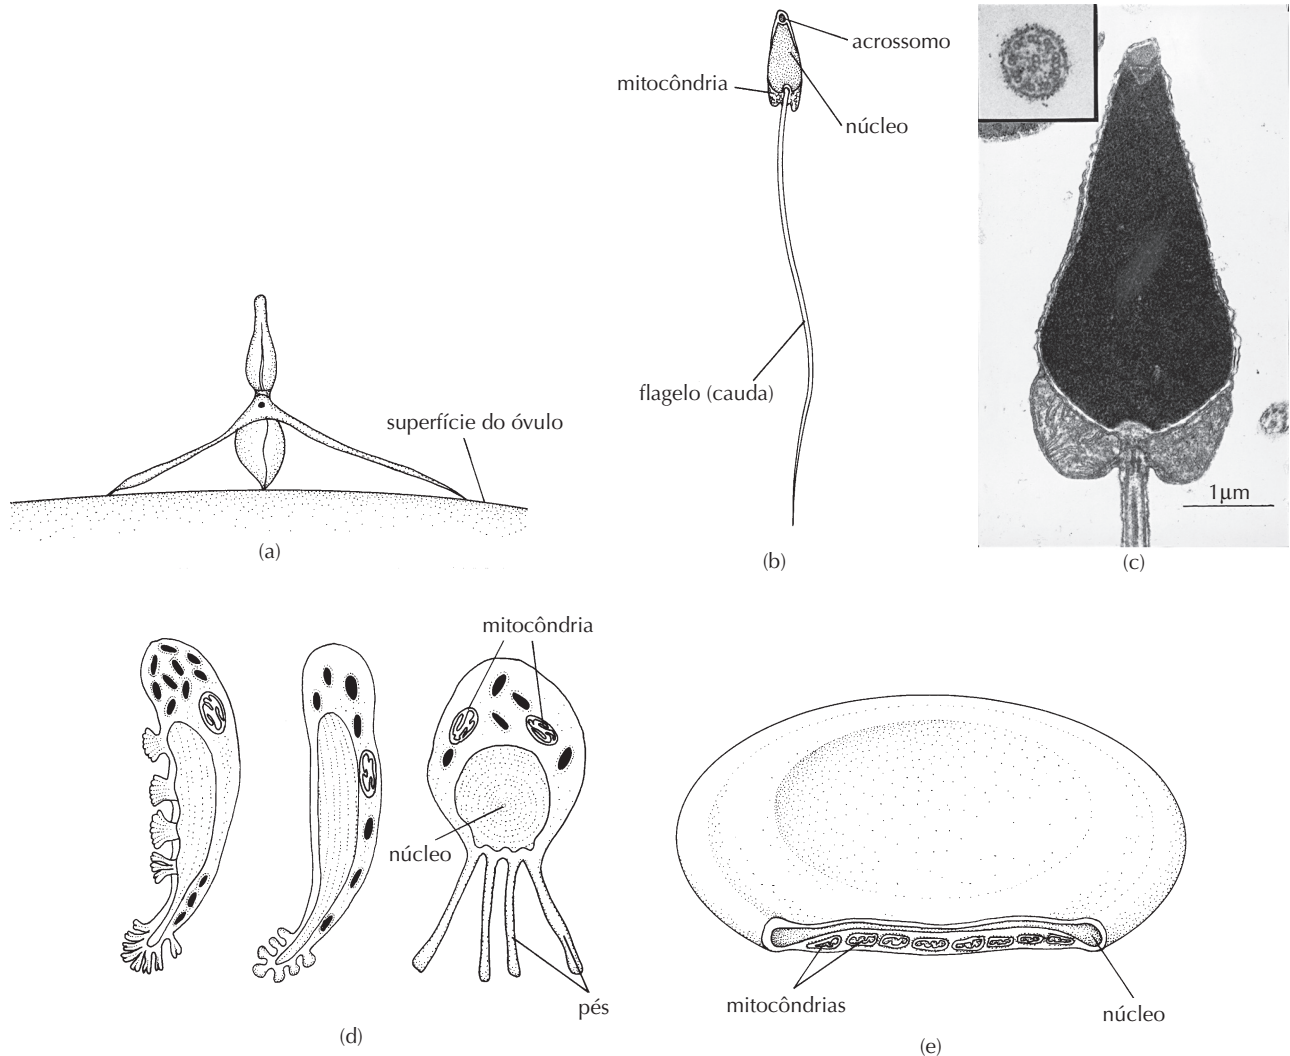 acrossomo
mitocôndria
núcleo
flagelo (cauda)
superfície do óvulo
1μm
(a)
(b)
(c)
mitocôndria
núcleo
pés
mitocôndrias
núcleo
(d)
(e)